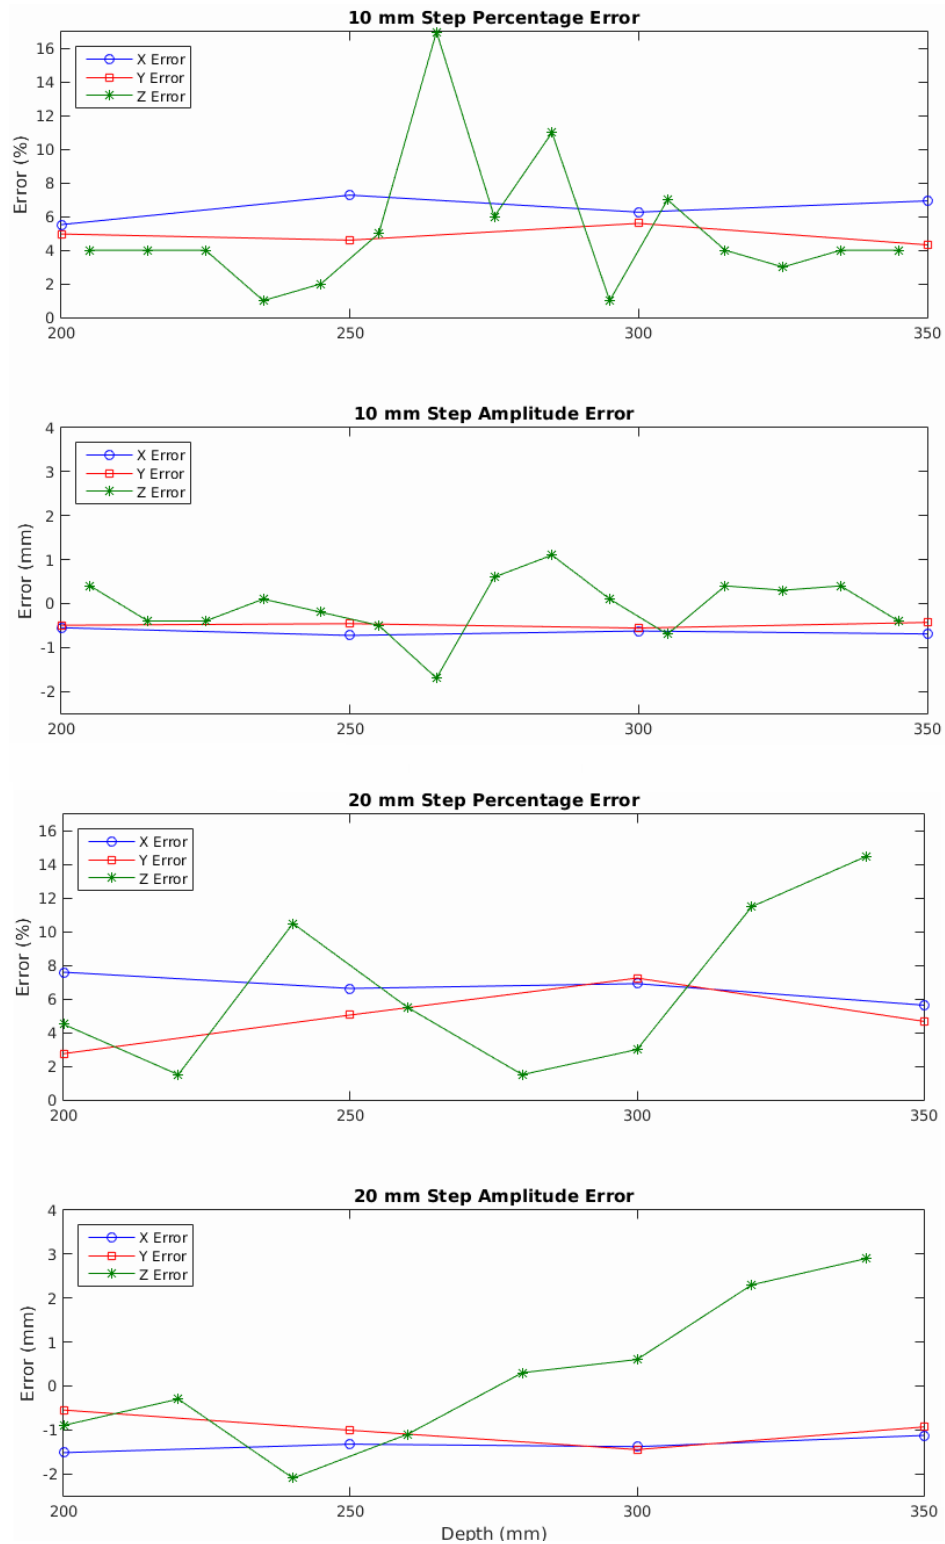 10 mm Step Percentage Error
16
14
12
10
8
6
4
2
0
Error (%)
X Error
Y Error
Z Error
200 250 300 350
10 mm Step Amplitude Error
4
3
2
1
0
-1
-2
Error (mm)
X Error
Y Error
Z Error
200 250 300 350
20 mm Step Percentage Error
16
14
12
10
8
6
4
2
0
Error (%)
X Error
Y Error
Z Error
200 250 300 350
20 mm Step Amplitude Error
4
3
2
1
0
-1
-2
Error (mm)
X Error
Y Error
Z Error
200 250 300 350
Depth (mm)